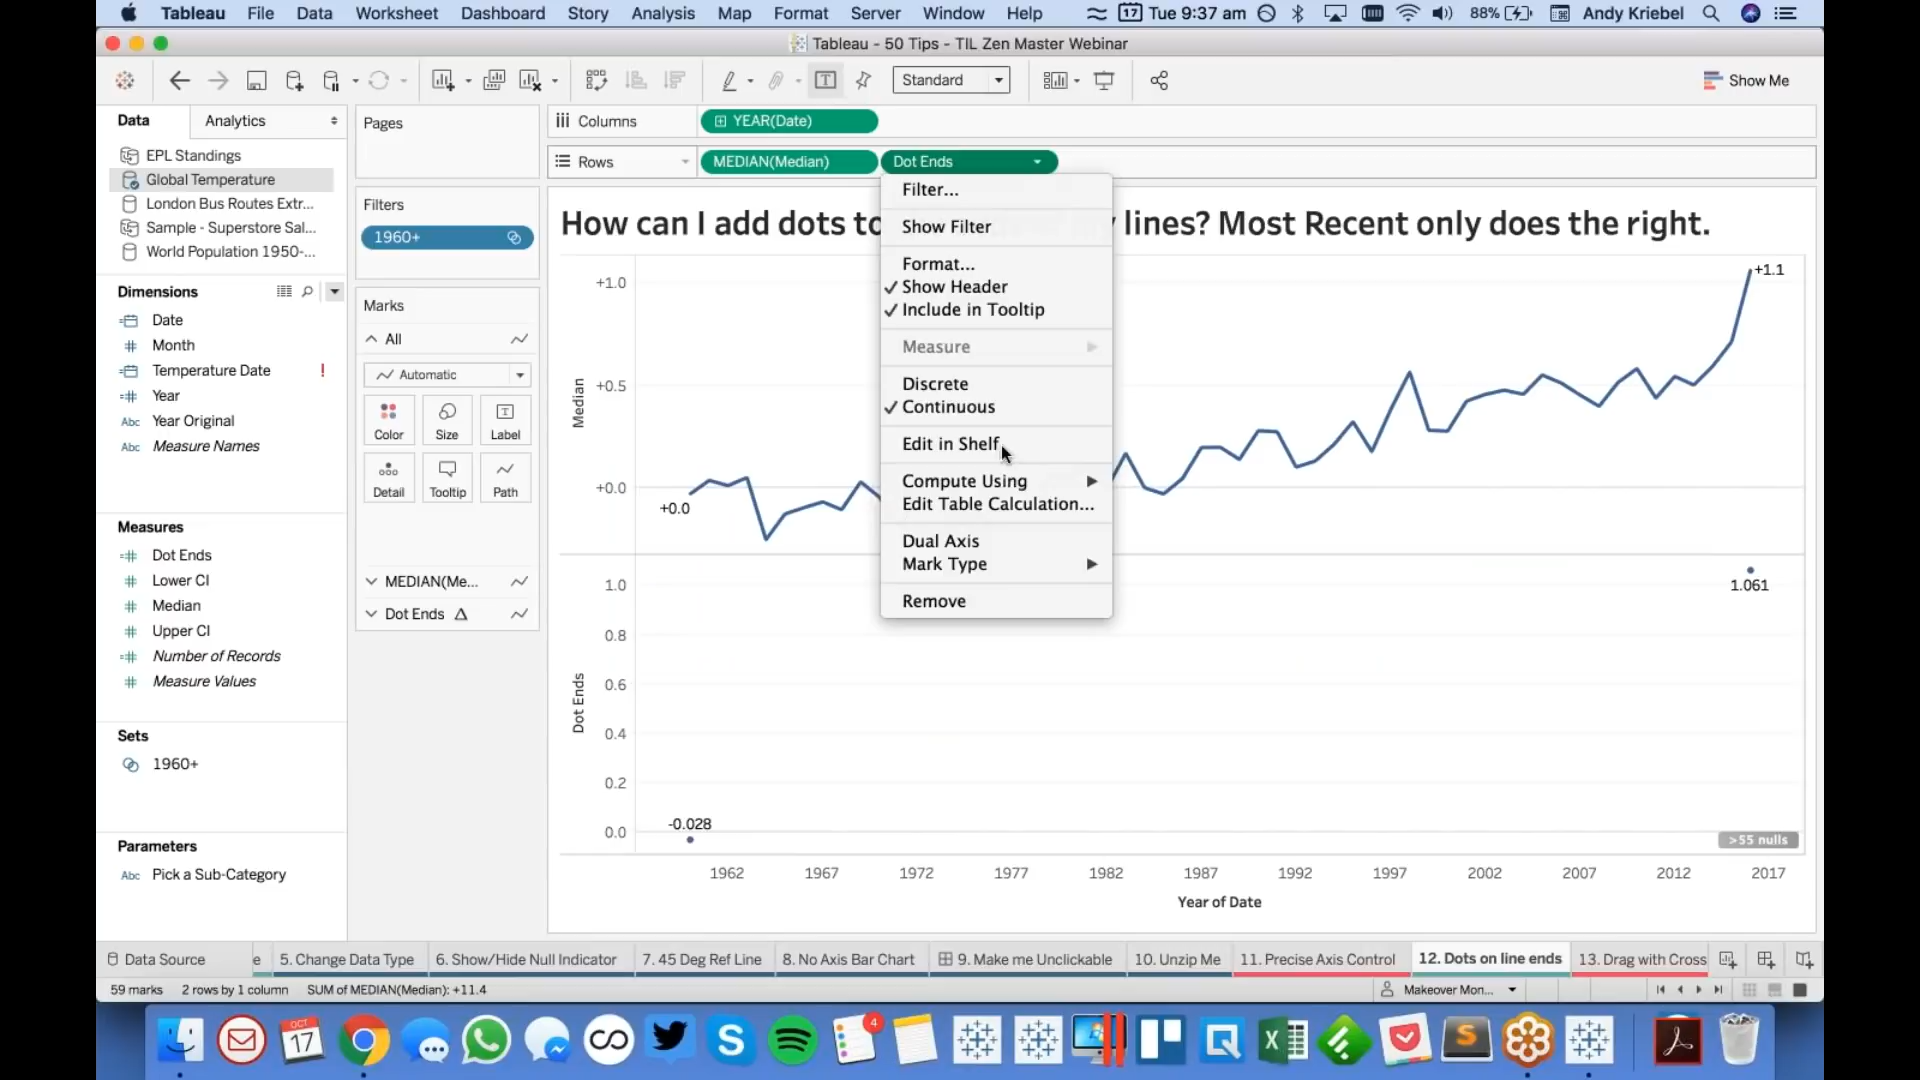 Tableau File Data Worksheet Dashboard Story Analysis Map Format Server Window Help 17 Tue 9:37 am 88% Andy Kriebel
Tableau - 50 Tips - TIL Zen Master Webinar
Standard Show Me
Data Analytics
EPL Standings
Global Temperature
London Bus Routes Extr...
Sample - Superstore Sal...
World Population 1950-...
Dimensions
Date
# Month
Temperature Date !
=# Year
Abc Year Original
Abc Measure Names
Measures
=# Dot Ends
# Lower CI
# Median
# Upper CI
=# Number of Records
# Measure Values
Sets
1960+
Parameters
Abc Pick a Sub-Category
Pages
Filters
1960+
Marks
All
Automatic
Color Size Label
Detail Tooltip Path
MEDIAN(Me...
Dot Ends Δ
Columns YEAR(Date)
Rows MEDIAN(Median) Dot Ends
How can I add dots to y lines? Most Recent only does the right.
Filter...
Show Filter
Format...
✓ Show Header
✓ Include in Tooltip
Measure
Discrete
✓ Continuous
Edit in Shelf
Compute Using
Edit Table Calculation...
Dual Axis
Mark Type
Remove
Median
+1.0
+0.5
+0.0
+0.0
+1.1
Dot Ends
1.0
0.8
0.6
0.4
0.2
0.0
1.061
-0.028
>55 nulls
1962 1967 1972 1977 1982 1987 1992 1997 2002 2007 2012 2017
Year of Date
Data Source e 5. Change Data Type 6. Show/Hide Null Indicator 7. 45 Deg Ref Line 8. No Axis Bar Chart 9. Make me Unclickable 10. Unzip Me 11. Precise Axis Control 12. Dots on line ends 13. Drag with Cross
59 marks 2 rows by 1 column SUM of MEDIAN(Median): +11.4 Makeover Mon...
OCT
17
4